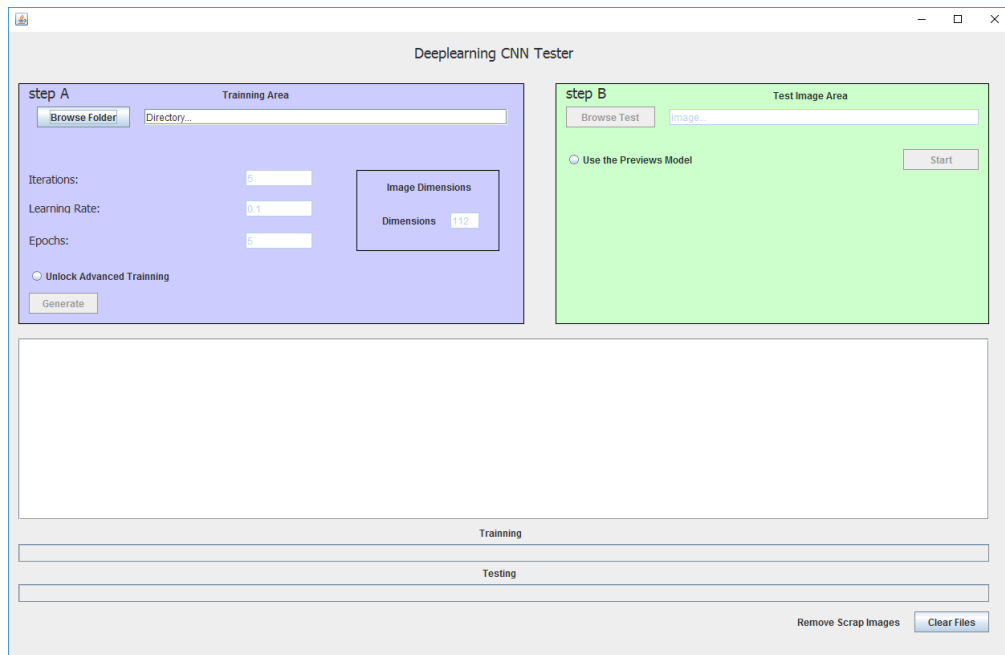 Deeplearning CNN Tester
step A
Trainning Area
Browse Folder
Directory...
Iterations:
5
Learning Rate:
0.1
Epochs:
5
Image Dimensions
Dimensions
112
Unlock Advanced Trainning
Generate
step B
Test Image Area
Browse Test
image...
Use the Previews Model
Start
Trainning
Testing
Remove Scrap Images
Clear Files